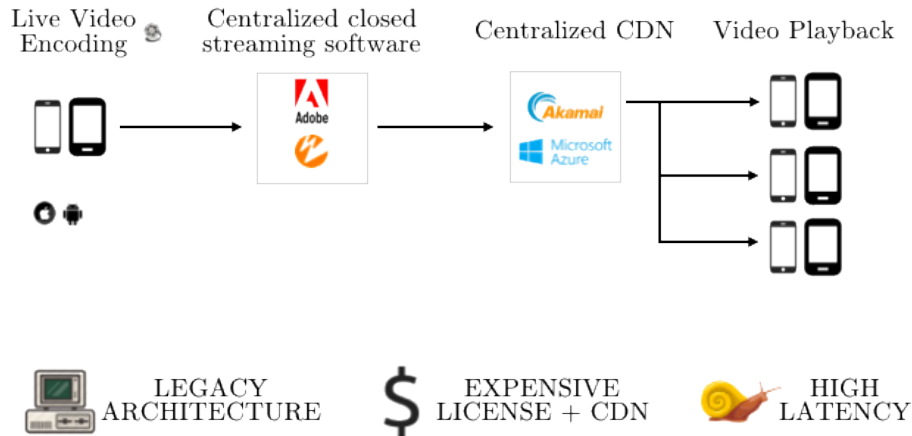 Live Video
Encoding
Centralized closed
streaming software
Centralized CDN
Video Playback
Adobe
Akamai
Microsoft
Azure
LEGACY
ARCHITECTURE
$
EXPENSIVE
LICENSE + CDN
HIGH
LATENCY